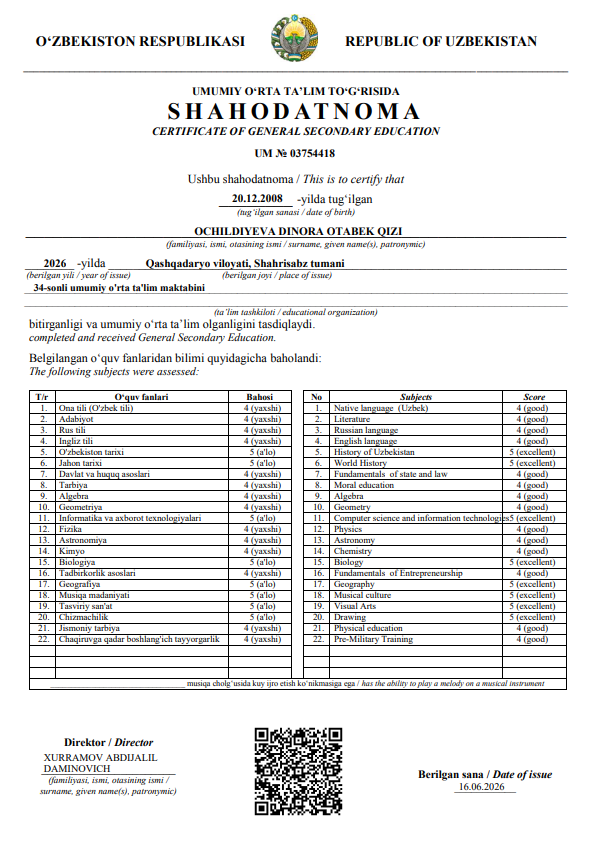 O‘ZBEKISTON RESPUBLIKASI REPUBLIC OF UZBEKISTAN
UMUMIY O‘RTA TA’LIM TO‘G‘RISIDA
SHAHODATNOMA
CERTIFICATE OF GENERAL SECONDARY EDUCATION
UM № 03754418
Ushbu shahodatnoma / This is to certify that
20.12.2008 -yilda tug‘ilgan
(tug‘ilgan sanasi / date of birth)
OCHILDIYEVA DINORA OTABEK QIZI
(familiyasi, ismi, otasining ismi / surname, given name(s), patronymic)
2026 -yilda Qashqadaryo viloyati, Shahrisabz tumani
(berilgan yili / year of issue) (berilgan joyi / place of issue)
34-sonli umumiy o'rta ta'lim maktabini
(ta’lim tashkiloti / educational organization)
bitirganligi va umumiy o‘rta ta’lim olganligini tasdiqlaydi.
completed and received General Secondary Education.
Belgilangan o‘quv fanlaridan bilimi quyidagicha baholandi:
The following subjects were assessed:
T/r O‘quv fanlari Bahosi No Subjects Score
1. Ona tili (O'zbek tili) 4 (yaxshi) 1. Native language (Uzbek) 4 (good)
2. Adabiyot 4 (yaxshi) 2. Literature 4 (good)
3. Rus tili 4 (yaxshi) 3. Russian language 4 (good)
4. Ingliz tili 4 (yaxshi) 4. English language 4 (good)
5. O'zbekiston tarixi 5 (a'lo) 5. History of Uzbekistan 5 (excellent)
6. Jahon tarixi 5 (a'lo) 6. World History 5 (excellent)
7. Davlat va huquq asoslari 4 (yaxshi) 7. Fundamentals of state and law 4 (good)
8. Tarbiya 4 (yaxshi) 8. Moral education 4 (good)
9. Algebra 4 (yaxshi) 9. Algebra 4 (good)
10. Geometriya 4 (yaxshi) 10. Geometry 4 (good)
11. Informatika va axborot texnologiyalari 5 (a'lo) 11. Computer science and information technologies 5 (excellent)
12. Fizika 4 (yaxshi) 12. Physics 4 (good)
13. Astronomiya 4 (yaxshi) 13. Astronomy 4 (good)
14. Kimyo 4 (yaxshi) 14. Chemistry 4 (good)
15. Biologiya 5 (a'lo) 15. Biology 5 (excellent)
16. Tadbirkorlik asoslari 4 (yaxshi) 16. Fundamentals of Entrepreneurship 4 (good)
17. Geografiya 5 (a'lo) 17. Geography 5 (excellent)
18. Musiqa madaniyati 5 (a'lo) 18. Musical culture 5 (excellent)
19. Tasviriy san'at 5 (a'lo) 19. Visual Arts 5 (excellent)
20. Chizmachilik 5 (a'lo) 20. Drawing 5 (excellent)
21. Jismoniy tarbiya 4 (yaxshi) 21. Physical education 4 (good)
22. Chaqiruvga qadar boshlang'ich tayyorgarlik 4 (yaxshi) 22. Pre-Military Training 4 (good)
musiqa cholg‘usida kuy ijro etish ko‘nikmasiga ega / has the ability to play a melody on a musical instrument
Direktor / Director
XURRAMOV ABDIJALIL
DAMINOVICH
(familiyasi, ismi, otasining ismi /
surname, given name(s), patronymic)
Berilgan sana / Date of issue
16.06.2026